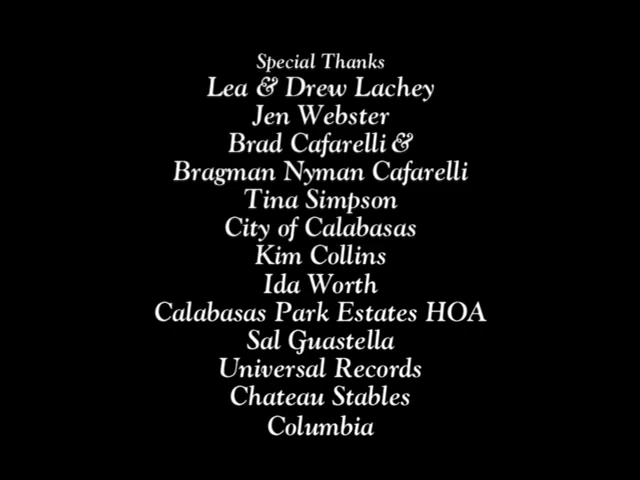 Special Thanks
Lea & Drew Lachey
Jen Webster
Brad Cafarelli &
Bragman Nyman Cafarelli
Tina Simpson
City of Calabasas
Kim Collins
Ida Worth
Calabasas Park Estates HOA
Sal Guastella
Universal Records
Chateau Stables
Columbia